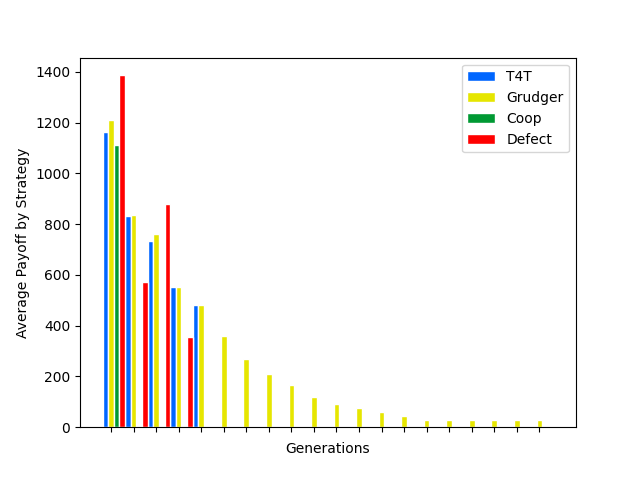 1400
1200
1000
800
600
400
200
0
Average Payoff by Strategy
Generations
T4T
Grudger
Coop
Defect